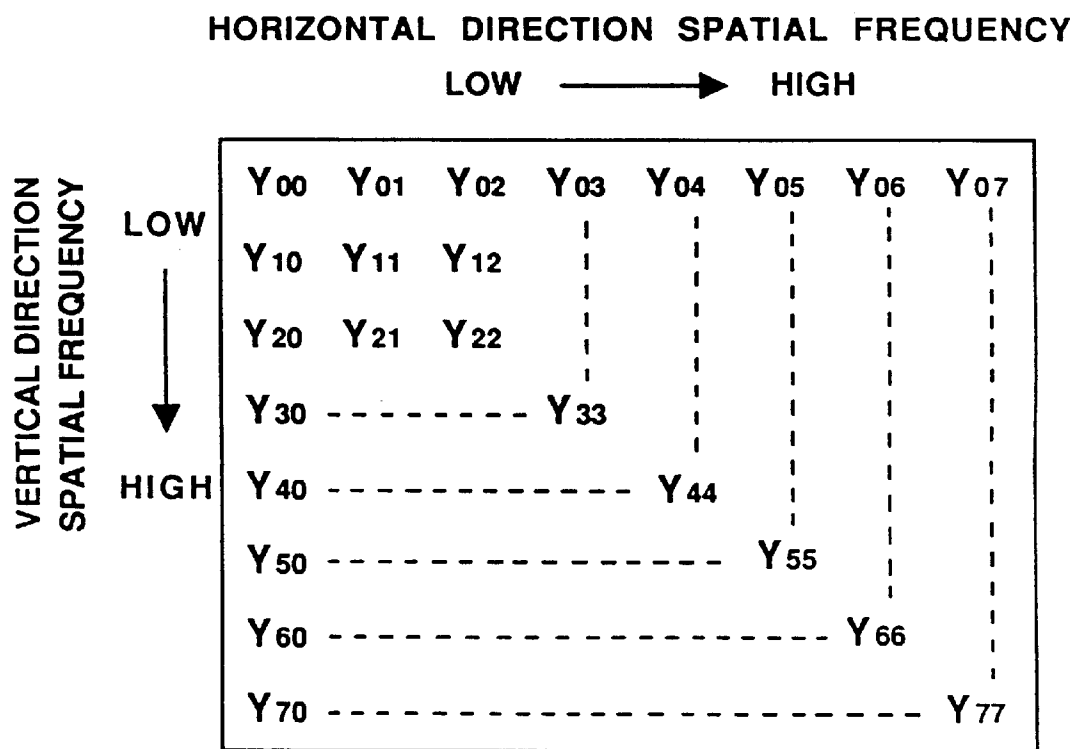 HORIZONTAL DIRECTION SPATIAL FREQUENCY
LOW HIGH
VERTICAL DIRECTION
SPATIAL FREQUENCY
LOW
HIGH
Y00 Y01 Y02 Y03 Y04 Y05 Y06 Y07
Y10 Y11 Y12
Y20 Y21 Y22
Y30 Y33
Y40 Y44
Y50 Y55
Y60 Y66
Y70 Y77